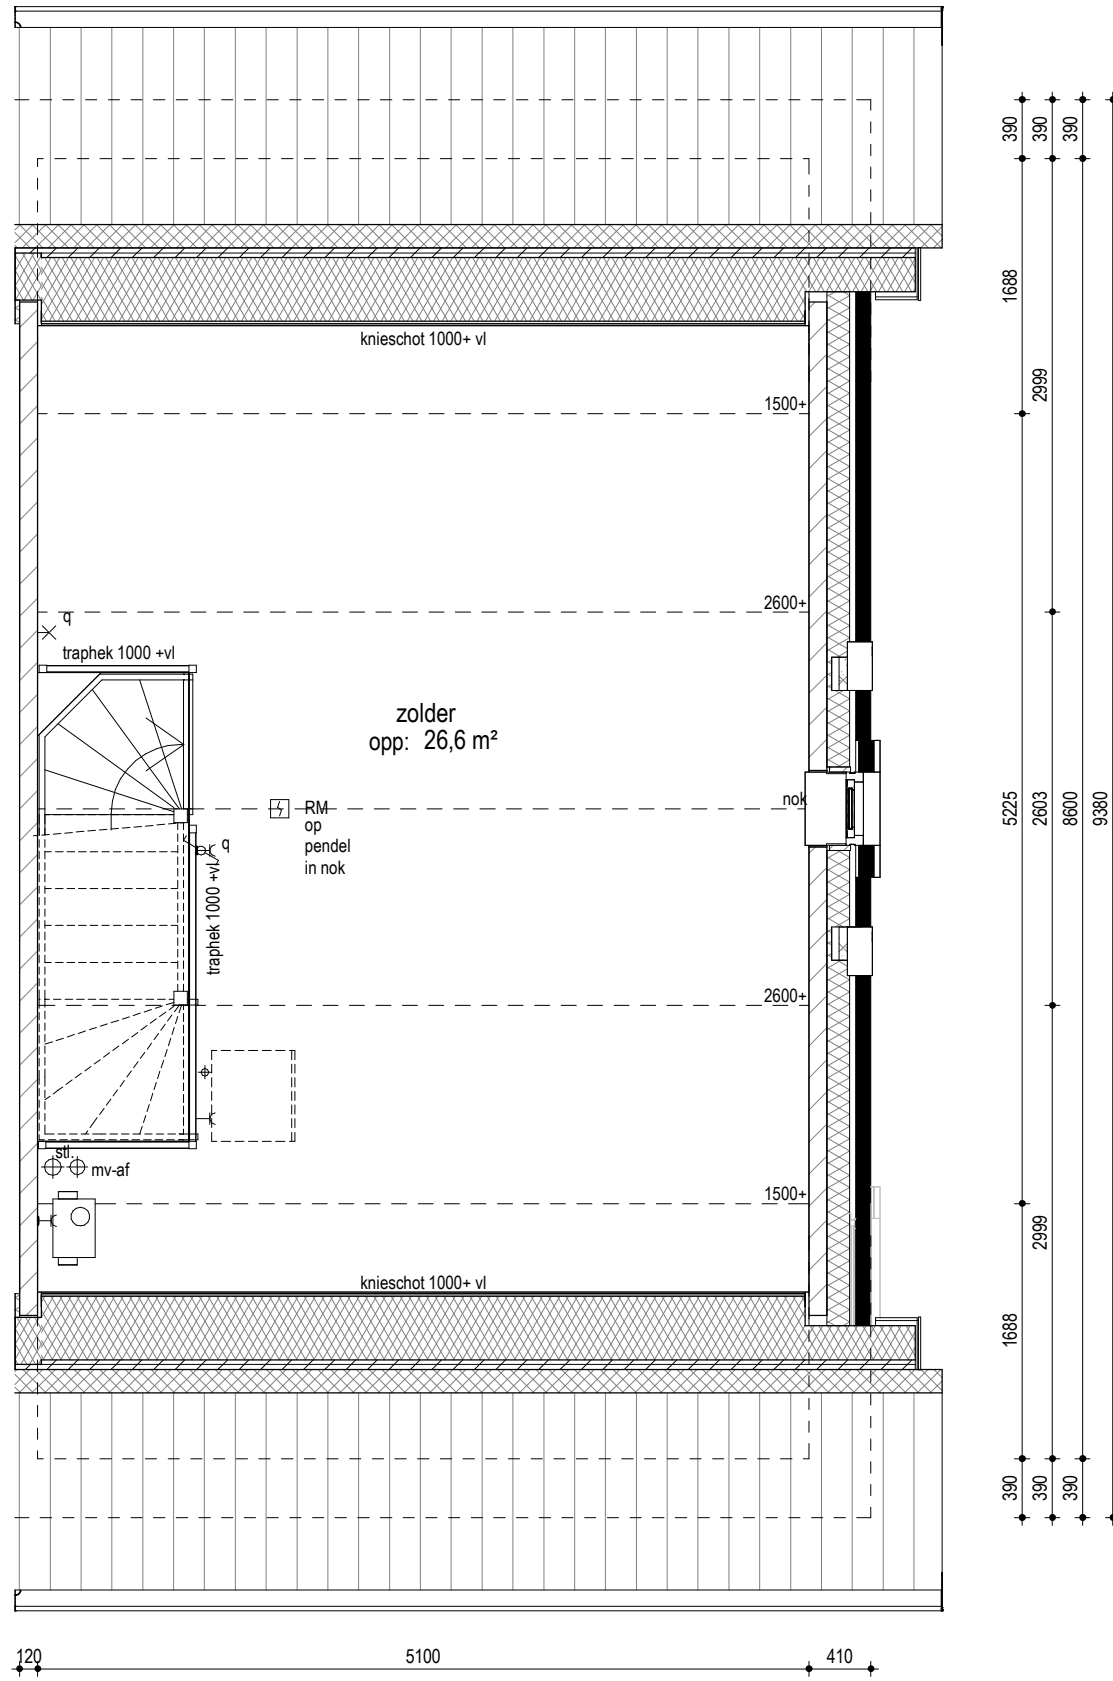 390
390
390
1688
knieschot 1000+ vl
2999
1500+
2600+
q
traphek 1000 +vl
zolder
opp: 26,6 m²
nok
RM
op
pendel
in nok
q
traphek 1000 +vl
5225
2603
8600
9380
2600+
stl.
mv-af
1500+
2999
knieschot 1000+ vl
1688
390
390
390
120
5100
410